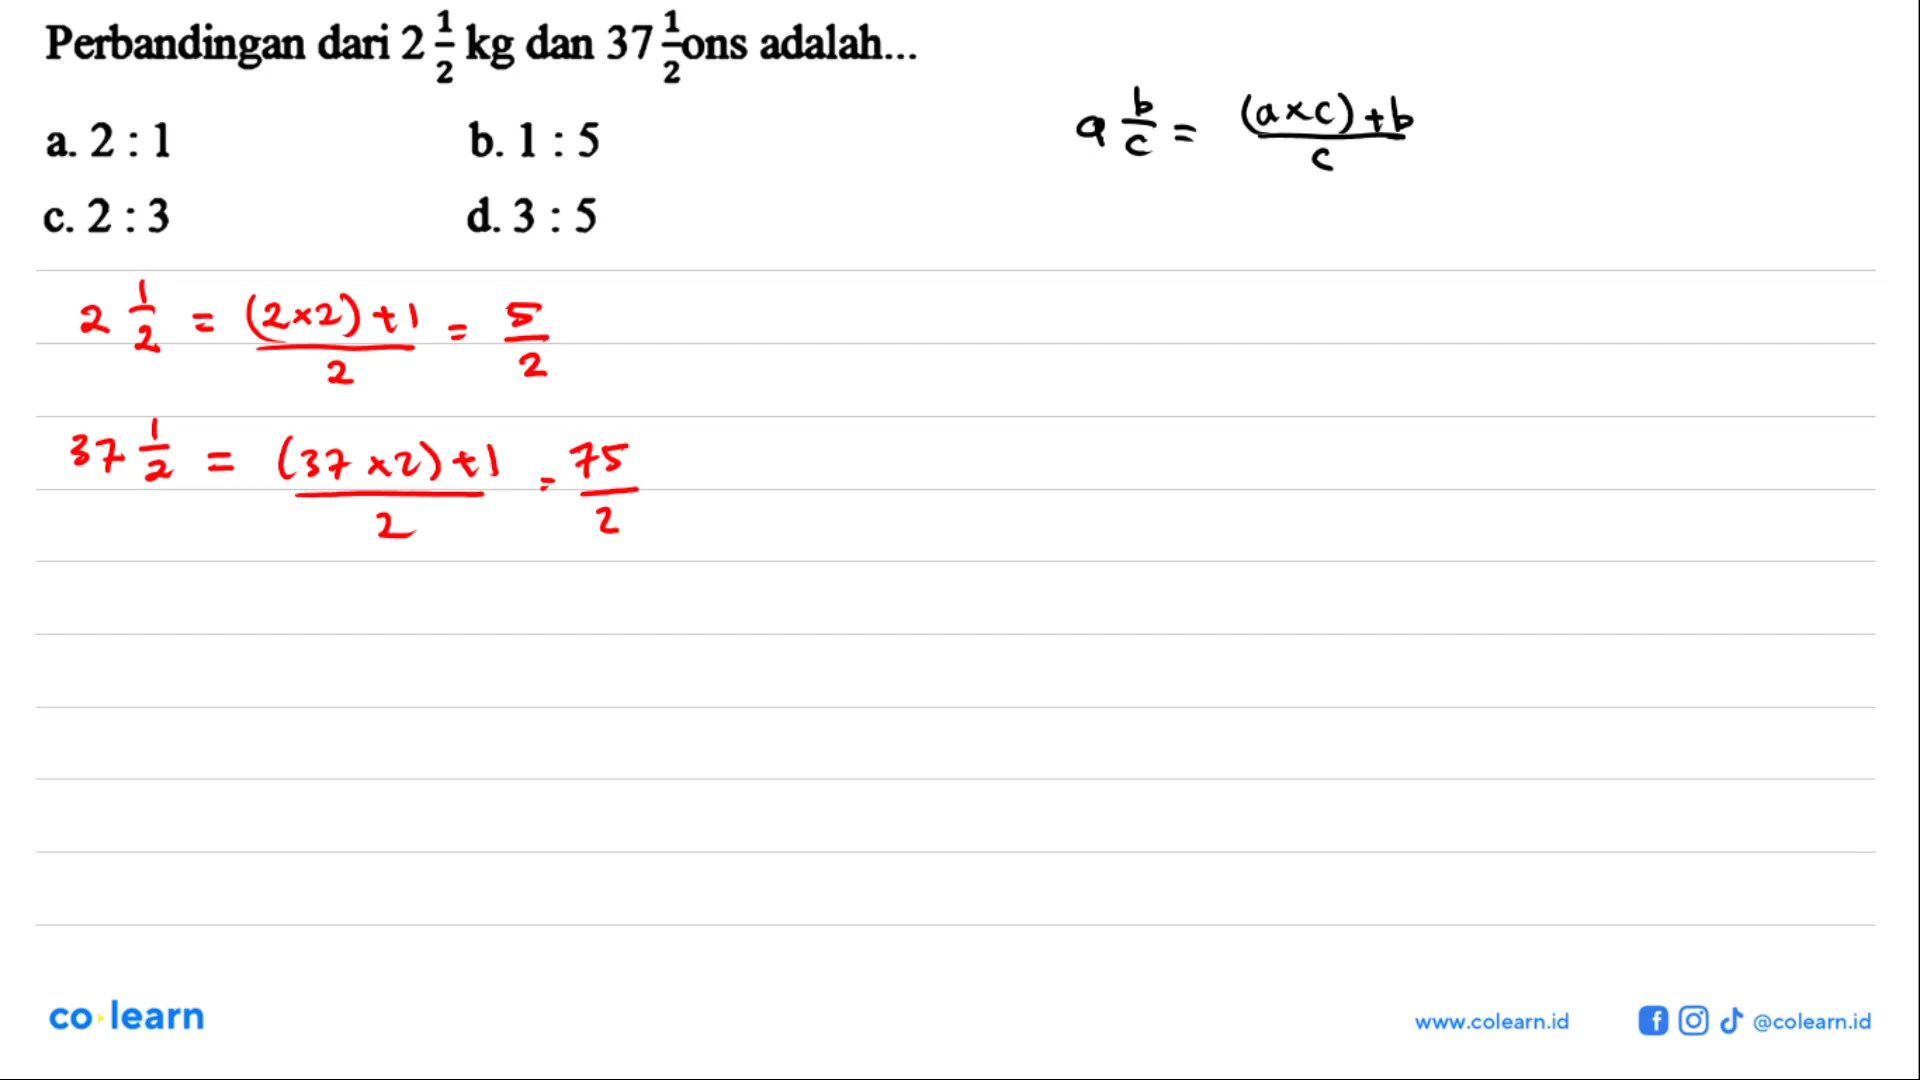 Perbandingan dari 2 1/2 kg dan 37 1/2 ons adalah...
a. 2 : 1
b. 1 : 5
c. 2 : 3
d. 3 : 5
a b/c = (a×c)+b/c
2 1/2 = (2×2)+1/2 = 5/2
37 1/2 = (37×2)+1/2 = 75/2
co learn
www.colearn.id
@colearn.id